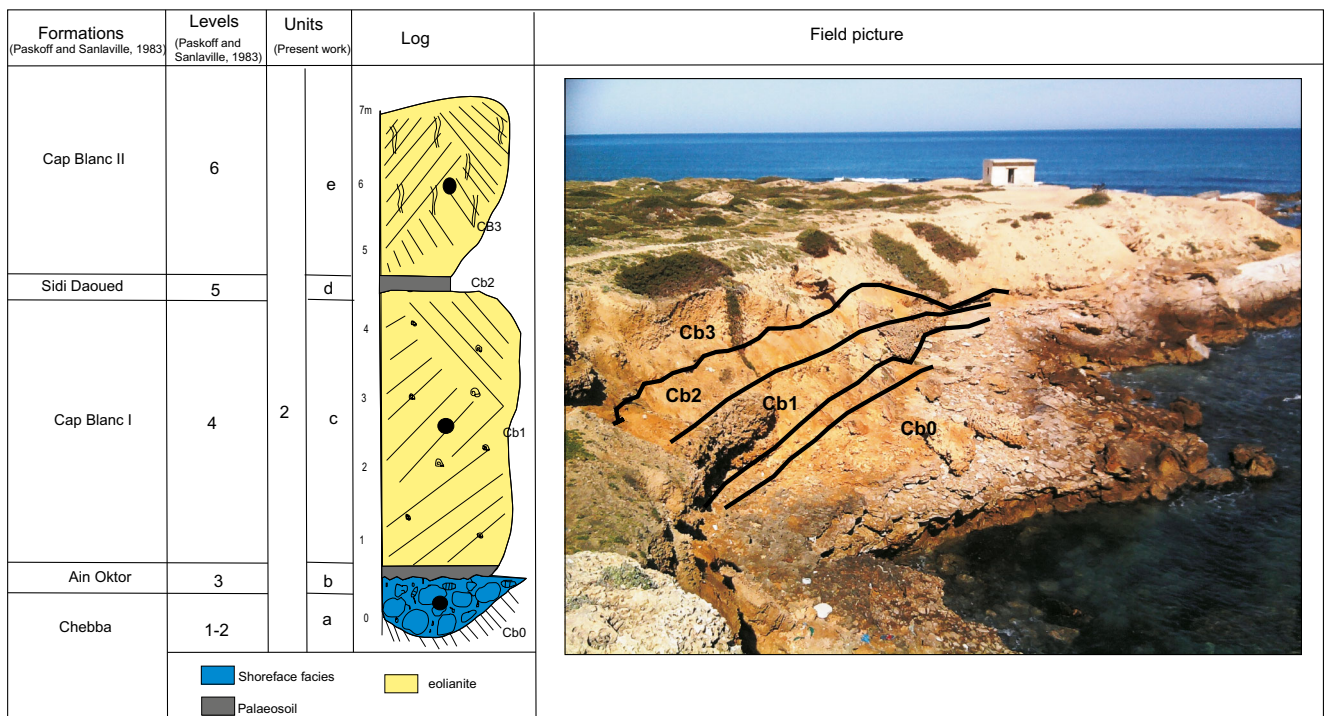 Formations
(Paskoff and Sanlaville, 1983)
Levels
(Paskoff and
Sanlaville, 1983)
Units
(Present work)
Log
Field picture
Cap Blanc II
6
Sidi Daoued
5
Cap Blanc I
4
Ain Oktor
3
Chebba
1-2
2
e
d
c
b
a
7m
6
5
4
3
2
1
0
CB3
Cb2
Cb1
Cb0
Cb3
Cb2
Cb1
Cb0
Shoreface facies
eolianite
Palaeosoil